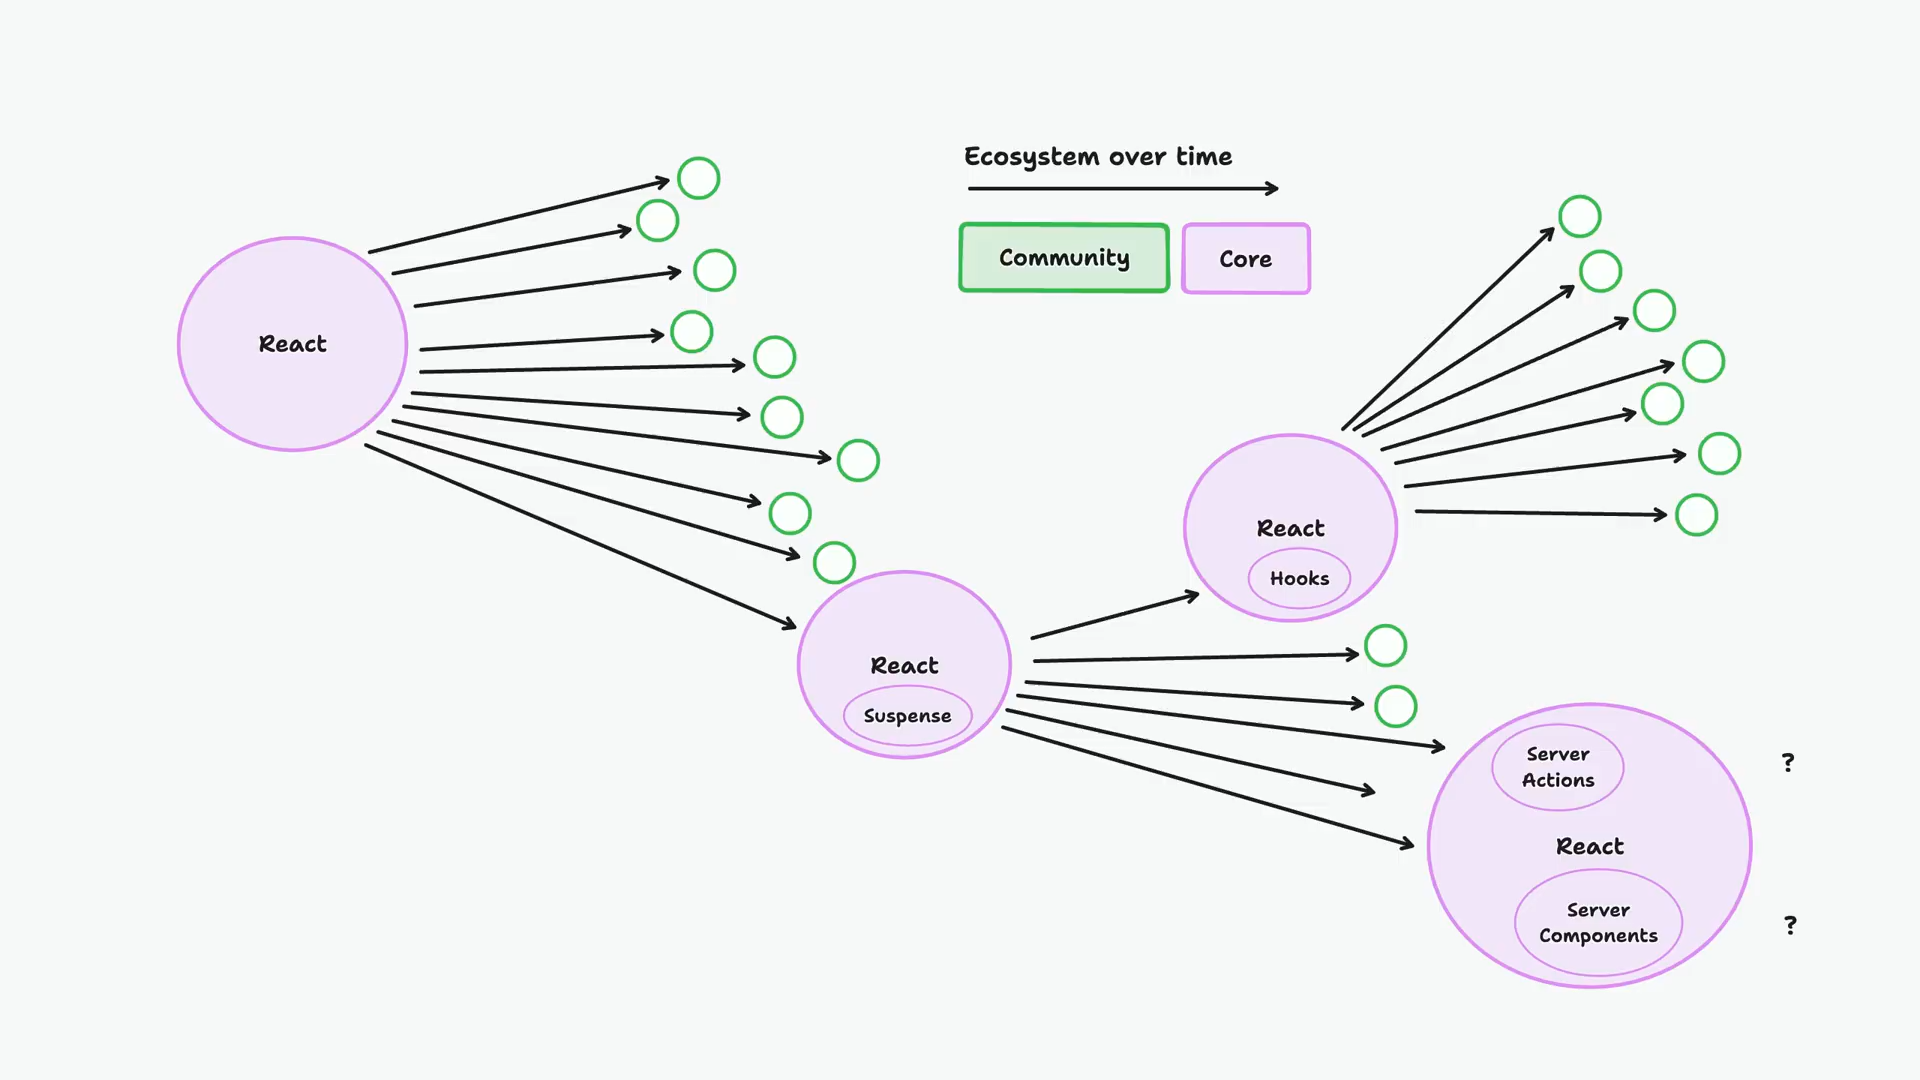 Ecosystem over time
Community
Core
React
React
Hooks
React
Suspense
Server
Actions
?
React
Server
Components
?